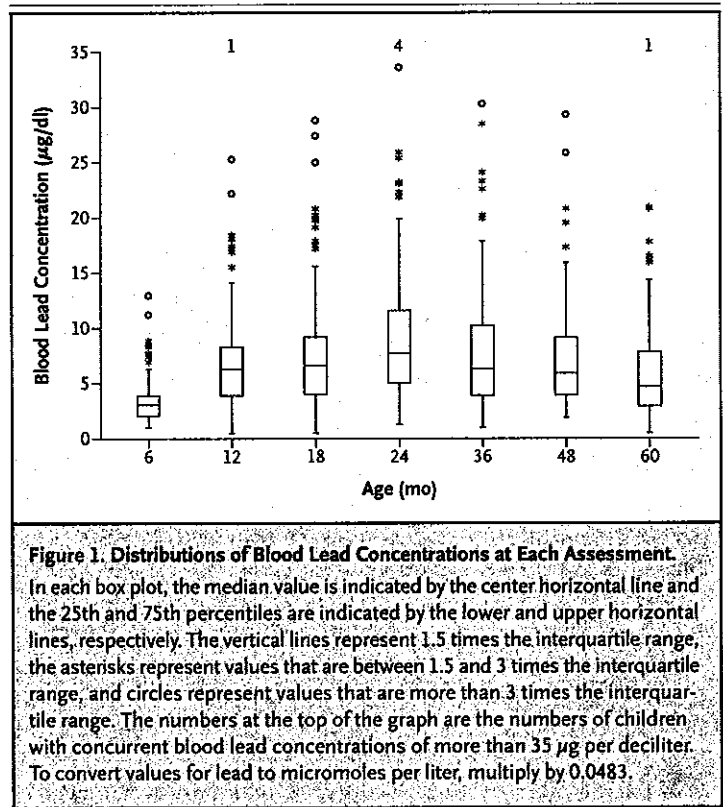 1 4 1
35
30
25
20
15
10
5
0
Blood Lead Concentration (µg/dl)
6 12 18 24 36 48 60
Age (mo)
Figure 1. Distributions of Blood Lead Concentrations at Each Assessment.
In each box plot, the median value is indicated by the center horizontal line and
the 25th and 75th percentiles are indicated by the lower and upper horizontal
lines, respectively. The vertical lines represent 1.5 times the interquartile range,
the asterisks represent values that are between 1.5 and 3 times the interquartile
range, and circles represent values that are more than 3 times the interquar-
tile range. The numbers at the top of the graph are the numbers of children
with concurrent blood lead concentrations of more than 35 µg per deciliter.
To convert values for lead to micromoles per liter, multiply by 0.0483.